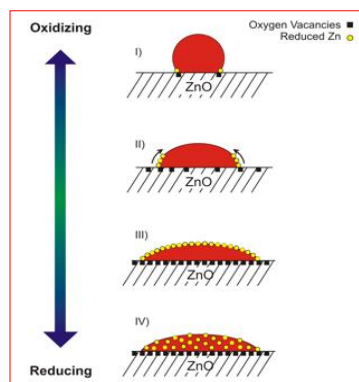 Oxidizing
Oxygen Vacancies
Reduced Zn
I)
ZnO
II)
ZnO
III)
ZnO
IV)
ZnO
Reducing